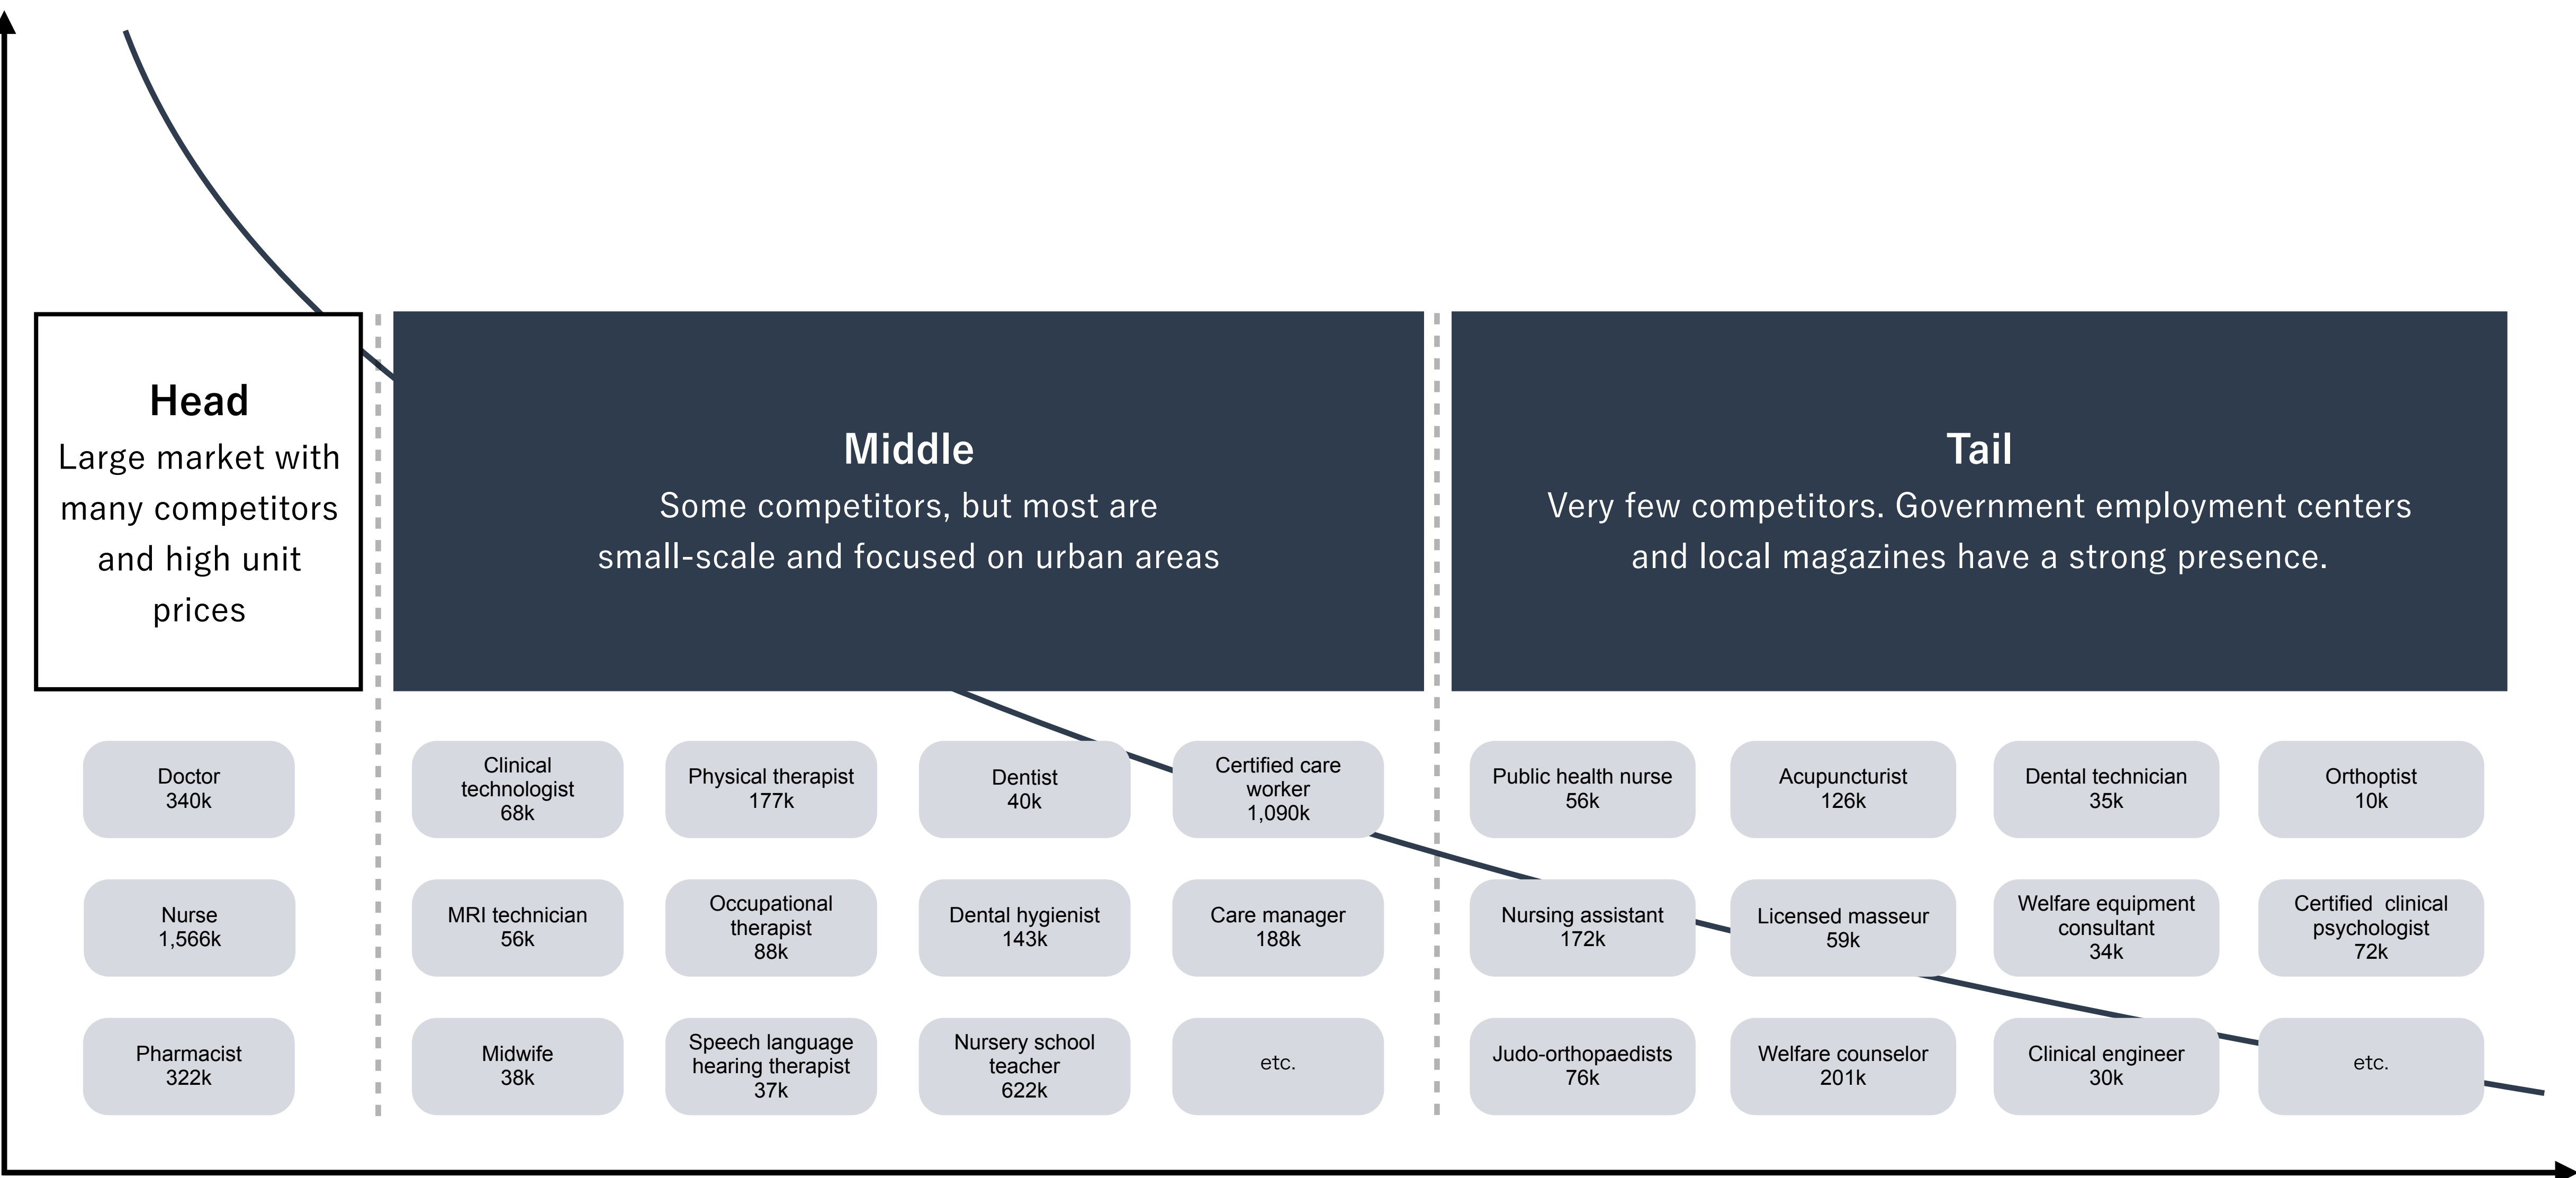 Head
Large market with
many competitors
and high unit
prices
Middle
Some competitors, but most are
small-scale and focused on urban areas
Tail
Very few competitors. Government employment centers
and local magazines have a strong presence.
Doctor
340k
Nurse
1,566k
Pharmacist
322k
Clinical
technologist
68k
Physical therapist
177k
Dentist
40k
Certified care
worker
1,090k
MRI technician
56k
Occupational
therapist
88k
Dental hygienist
143k
Care manager
188k
Midwife
38k
Speech language
hearing therapist
37k
Nursery school
teacher
622k
etc.
Public health nurse
56k
Acupuncturist
126k
Dental technician
35k
Orthoptist
10k
Nursing assistant
172k
Licensed masseur
59k
Welfare equipment
consultant
34k
Certified  clinical
psychologist
72k
Judo-orthopaedists
76k
Welfare counselor
201k
Clinical engineer
30k
etc.